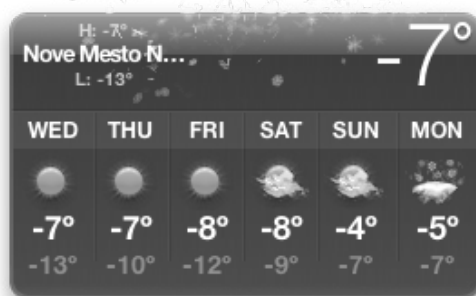 H: -7°
Nove Mesto N...
L: -13°
-7°
WED THU FRI SAT SUN MON
-7° -7° -8° -8° -4° -5°
-13° -10° -12° -9° -7° -7°